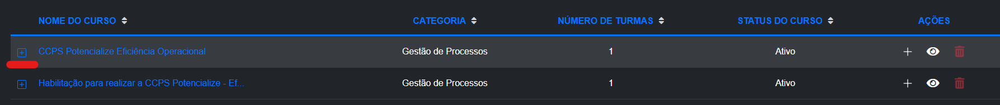 NOME DO CURSO CATEGORIA NÚMERO DE TURMAS STATUS DO CURSO AÇÕES
CCPS Potencialize Eficiência Operacional Gestão de Processos 1 Ativo
Habilitação para realizar a CCPS Potencialize - Ef... Gestão de Processos 1 Ativo